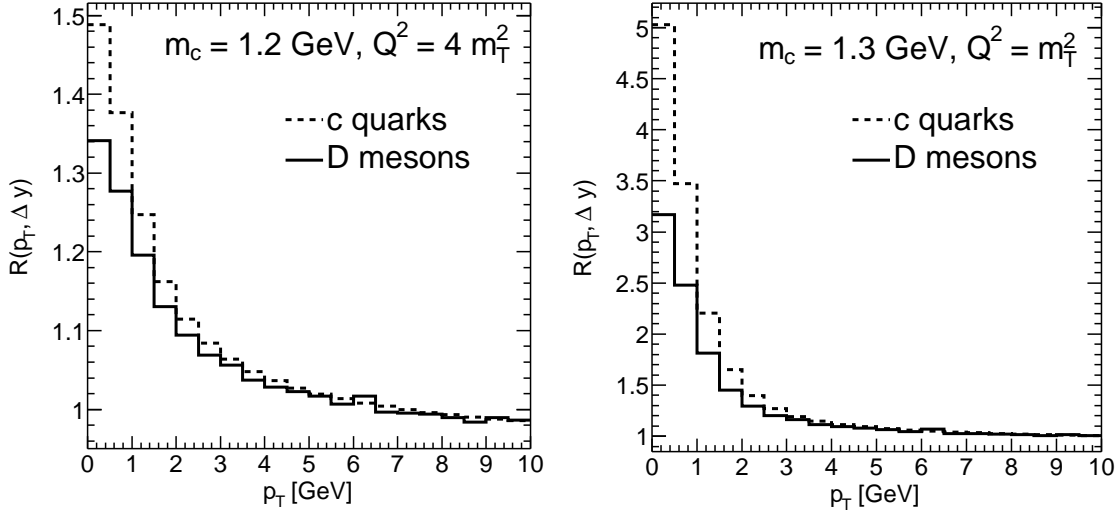 m_c = 1.2 GeV, Q^2 = 4 m_T^2
c quarks
D mesons
R(p_T, Δ y)
1.5
1.4
1.3
1.2
1.1
1
0 1 2 3 4 5 6 7 8 9 10
p_T [GeV]
m_c = 1.3 GeV, Q^2 = m_T^2
c quarks
D mesons
R(p_T, Δ y)
5
4.5
4
3.5
3
2.5
2
1.5
1
0 1 2 3 4 5 6 7 8 9 10
p_T [GeV]